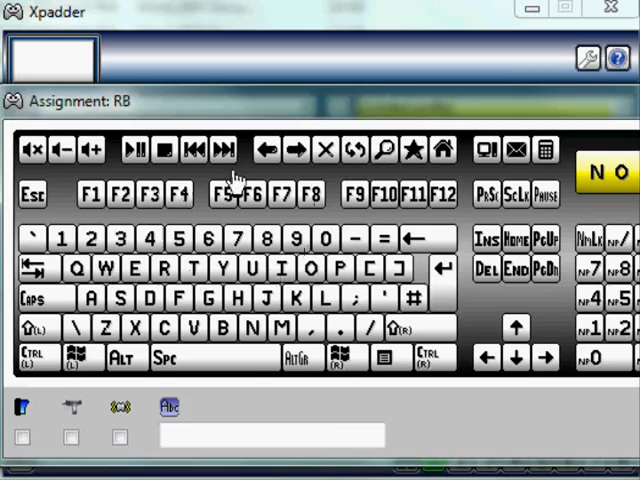 Xpadder
Assignment: RB
NO
Esc F1 F2 F3 F4 F5 F6 F7 F8 F9 F10 F11 F12 PRSC SCLK PAUSE
` 1 2 3 4 5 6 7 8 9 0 - = INS HOME PGUP NMLK NP/
Q W E R T Y U I O P [ ] DEL END PGDN NP7 NP8
CAPS A S D F G H J K L ; ' # NP4 NP5
(L) \ Z X C V B N M , . / (R) NP1 NP2
CTRL (L) (L) ALT SPC ALTGR (R) CTRL (R) NP0
Abc